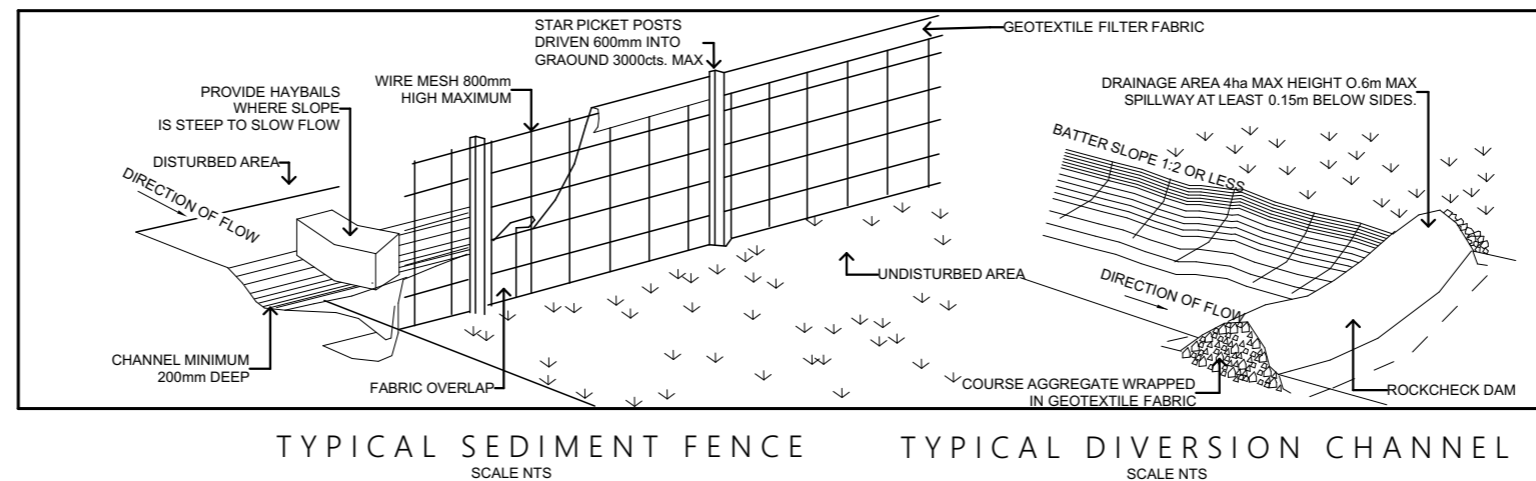 STAR PICKET POSTS
DRIVEN 600mm INTO
GRAOUND 3000cts. MAX
GEOTEXTILE FILTER FABRIC
WIRE MESH 800mm
HIGH MAXIMUM
PROVIDE HAYBAILS
WHERE SLOPE
IS STEEP TO SLOW FLOW
DISTURBED AREA
DIRECTION OF FLOW
CHANNEL MINIMUM
200mm DEEP
FABRIC OVERLAP
UNDISTURBED AREA
DRAINAGE AREA 4ha MAX HEIGHT O.6m MAX
SPILLWAY AT LEAST 0.15m BELOW SIDES.
BATTER SLOPE 1:2 OR LESS
DIRECTION OF FLOW
COURSE AGGREGATE WRAPPED
IN GEOTEXTILE FABRIC
ROCKCHECK DAM
TYPICAL SEDIMENT FENCE
SCALE NTS
TYPICAL DIVERSION CHANNEL
SCALE NTS